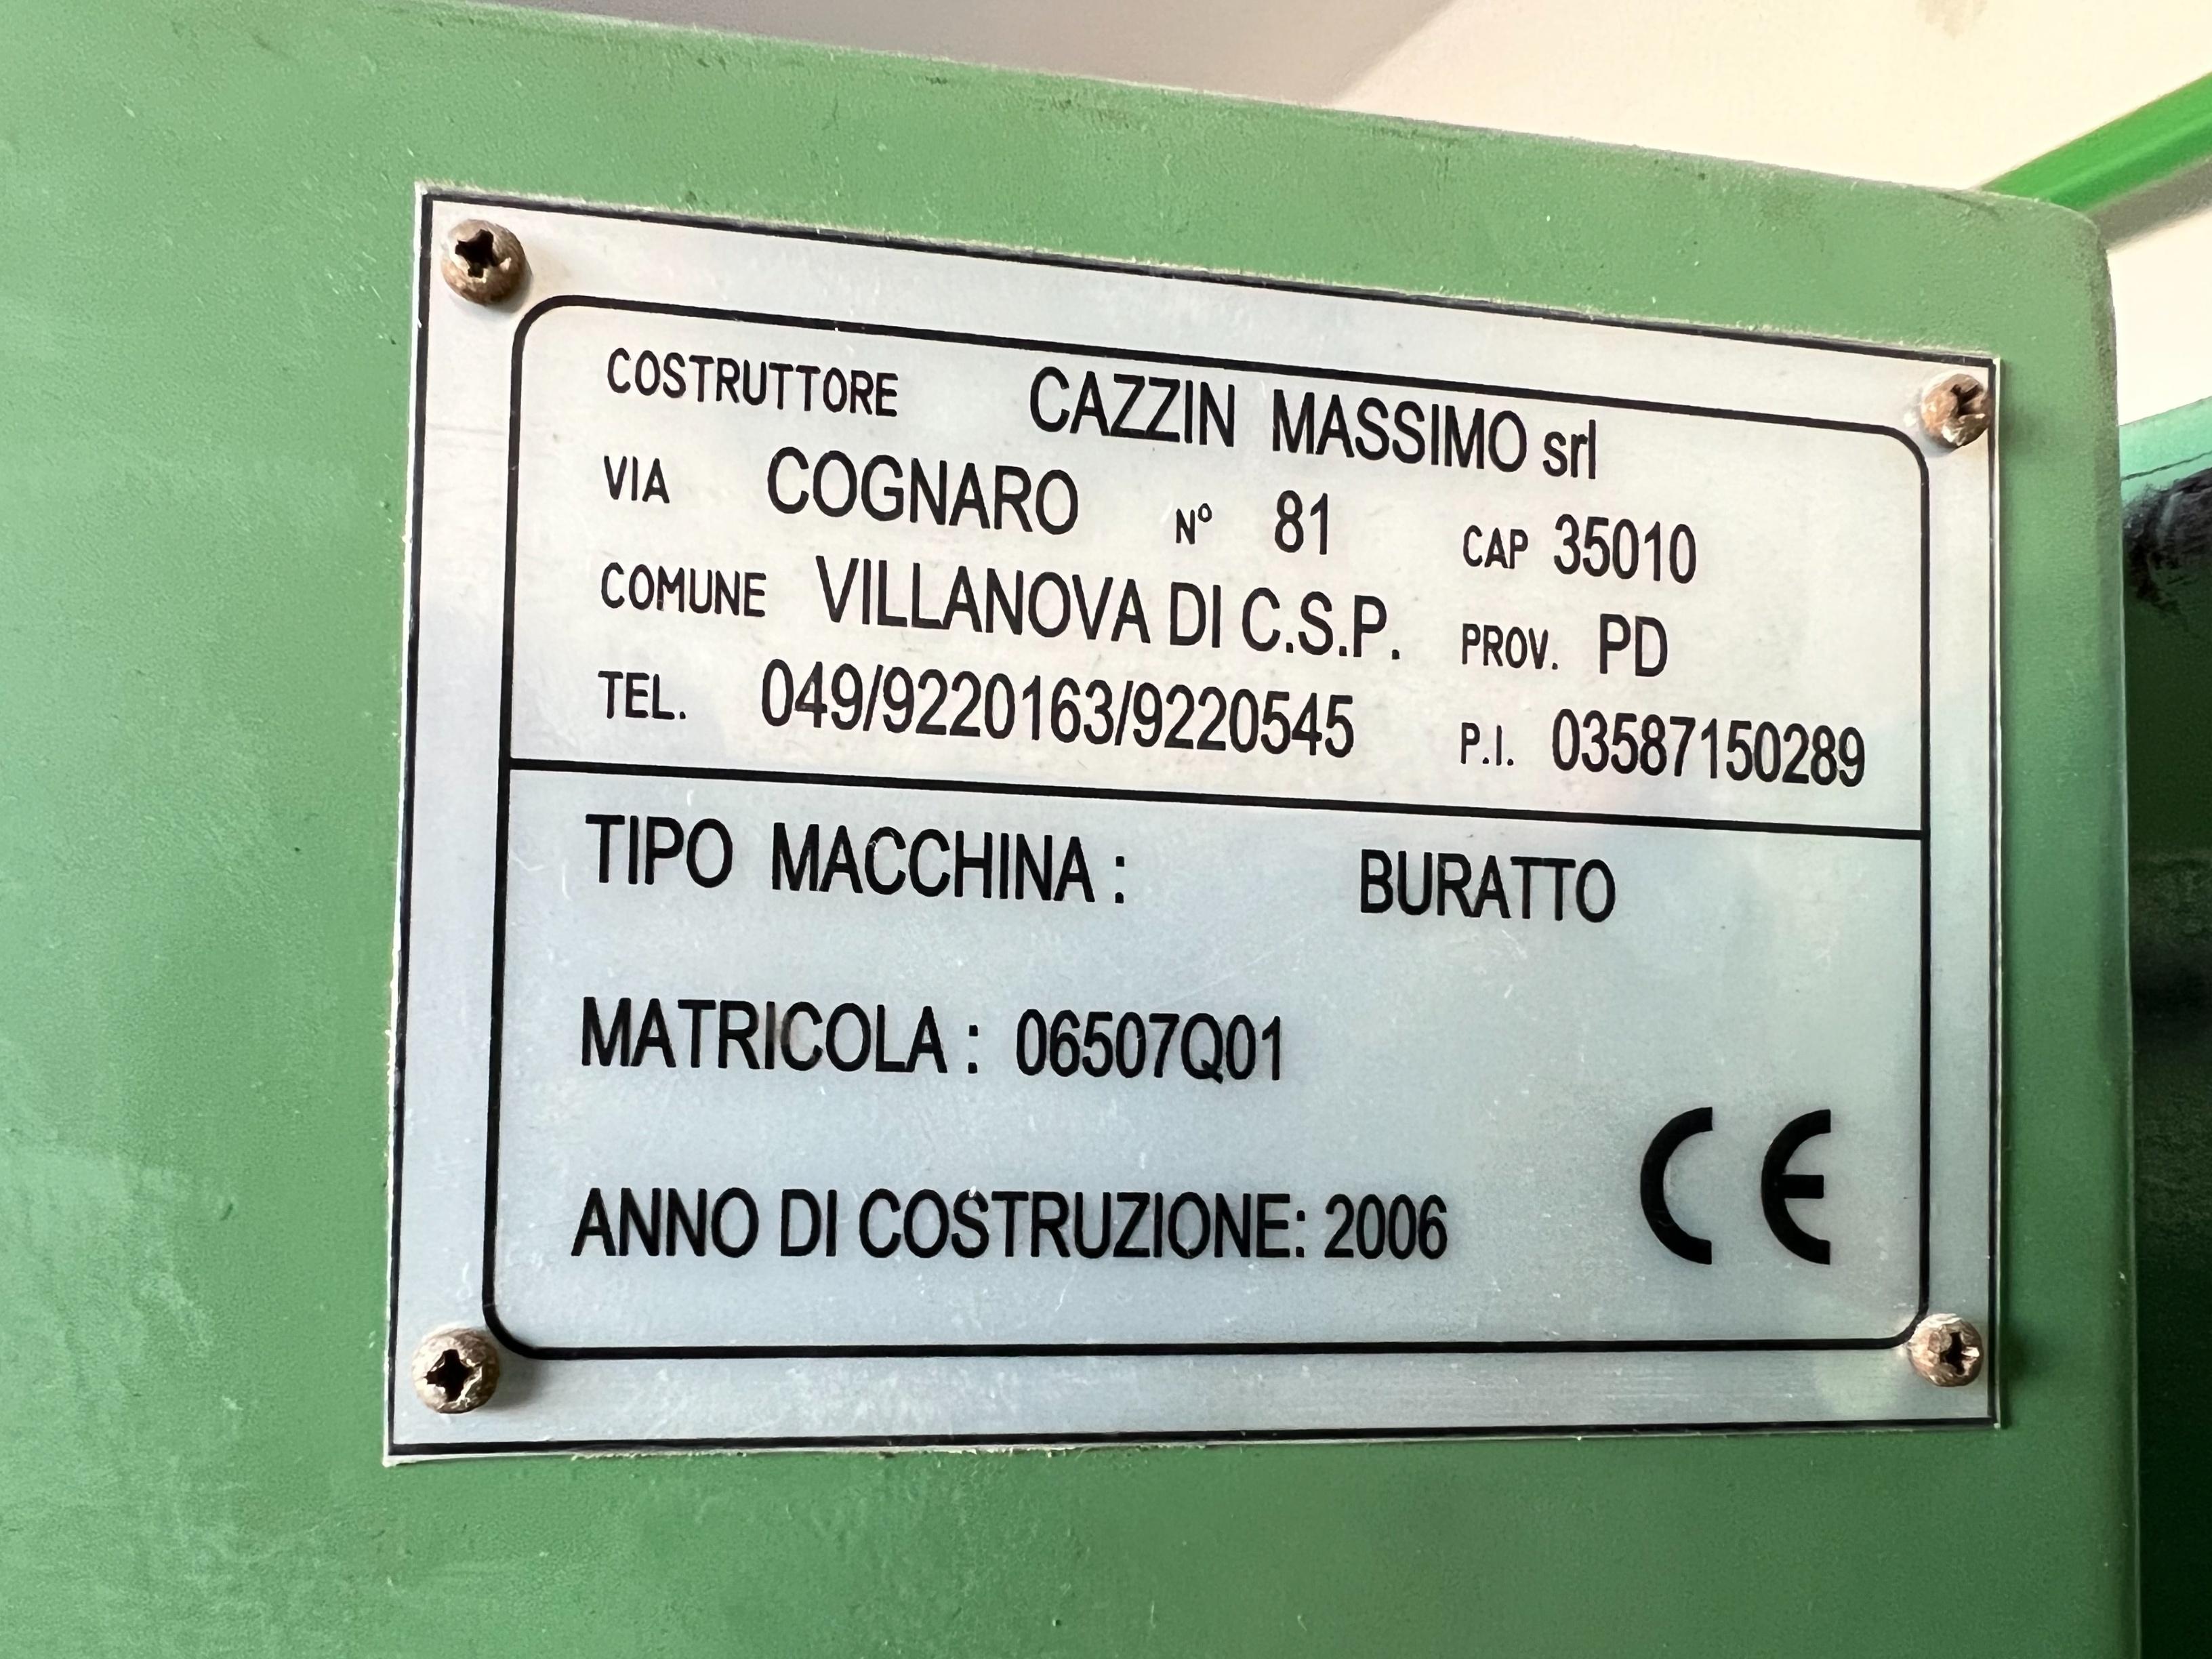 COSTRUTTORE CAZZIN MASSIMO srl
VIA COGNARO N° 81 CAP 35010
COMUNE VILLANOVA DI C.S.P. PROV. PD
TEL. 049/9220163/9220545 P.I. 03587150289
TIPO MACCHINA : BURATTO
MATRICOLA : 06507Q01
ANNO DI COSTRUZIONE: 2006
CE